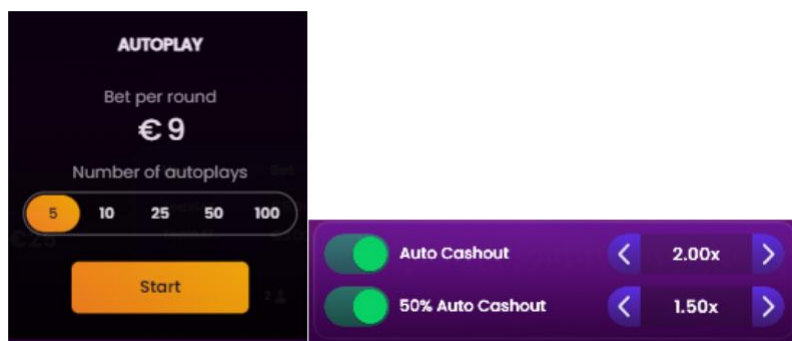 AUTOPLAY
Bet per round
€ 9
Number of autoplays
5 10 25 50 100
Start
Auto Cashout 2.00x
50% Auto Cashout 1.50x